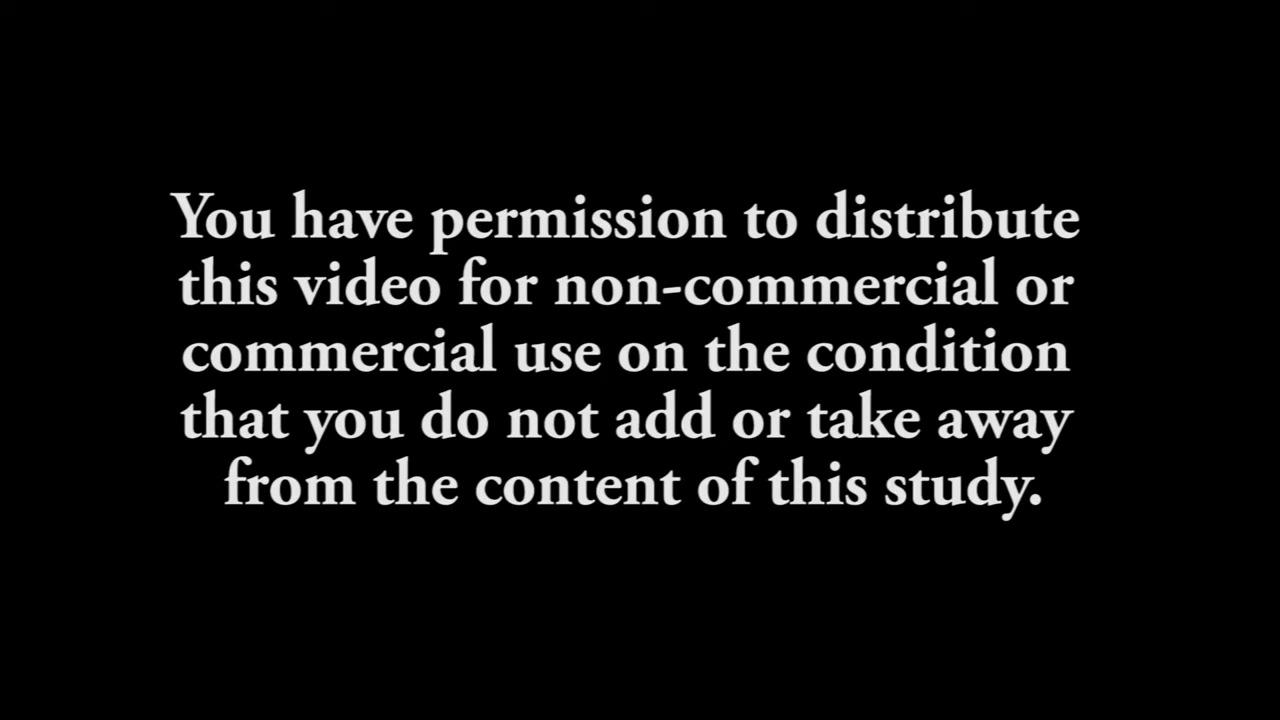 You have permission to distribute
this video for non-commercial or
commercial use on the condition
that you do not add or take away
from the content of this study.